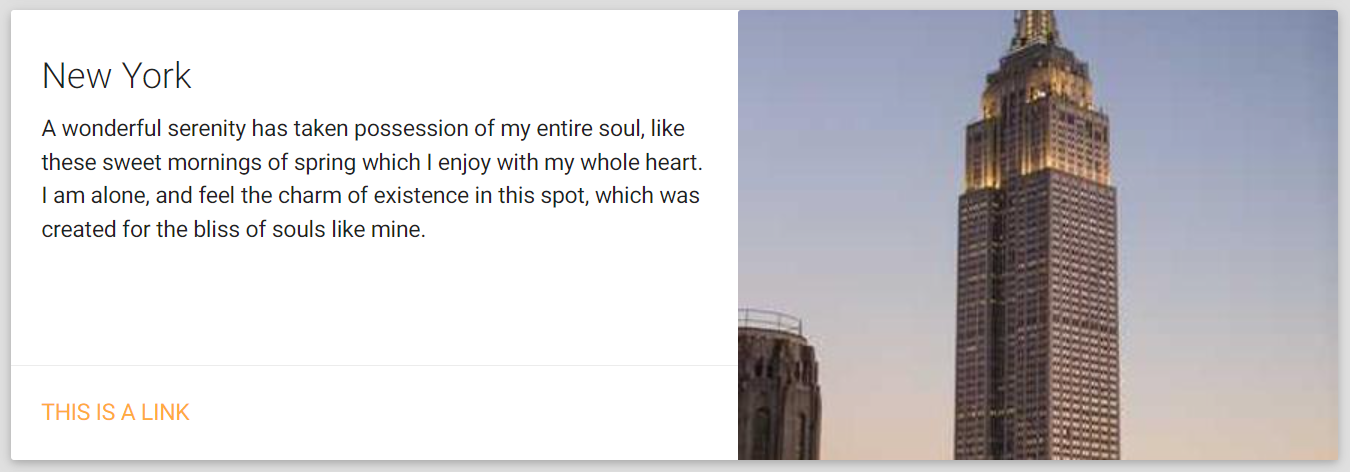 New York
A wonderful serenity has taken possession of my entire soul, like
these sweet mornings of spring which I enjoy with my whole heart.
I am alone, and feel the charm of existence in this spot, which was
created for the bliss of souls like mine.
THIS IS A LINK